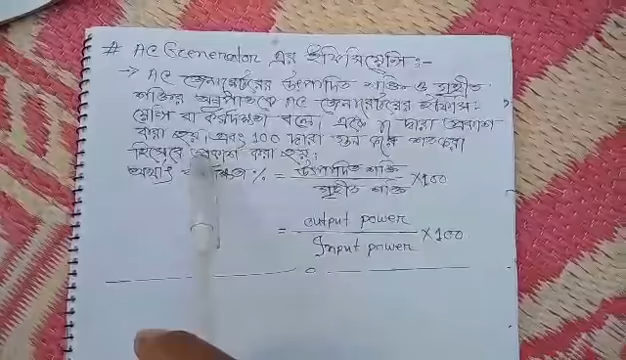 # AC Generator এর ইফিসিয়েন্সি:-
→ AC জেনারেটরের উৎপাদিত শক্তি ও গৃহীত
শক্তির অনুপাতকে AC জেনারেটরের ইফিসি-
য়েন্সি বা কর্মদক্ষতা বলে। একে η দ্বারা প্রকাশ
করা হয়। এবং 100 দ্বারা গুন করে শতকরা
হিসেবে প্রকাশ করা হয়।
অর্থাৎ % = উৎপাদিত শক্তি / গৃহীত শক্তি × 100
= output power / Input power × 100